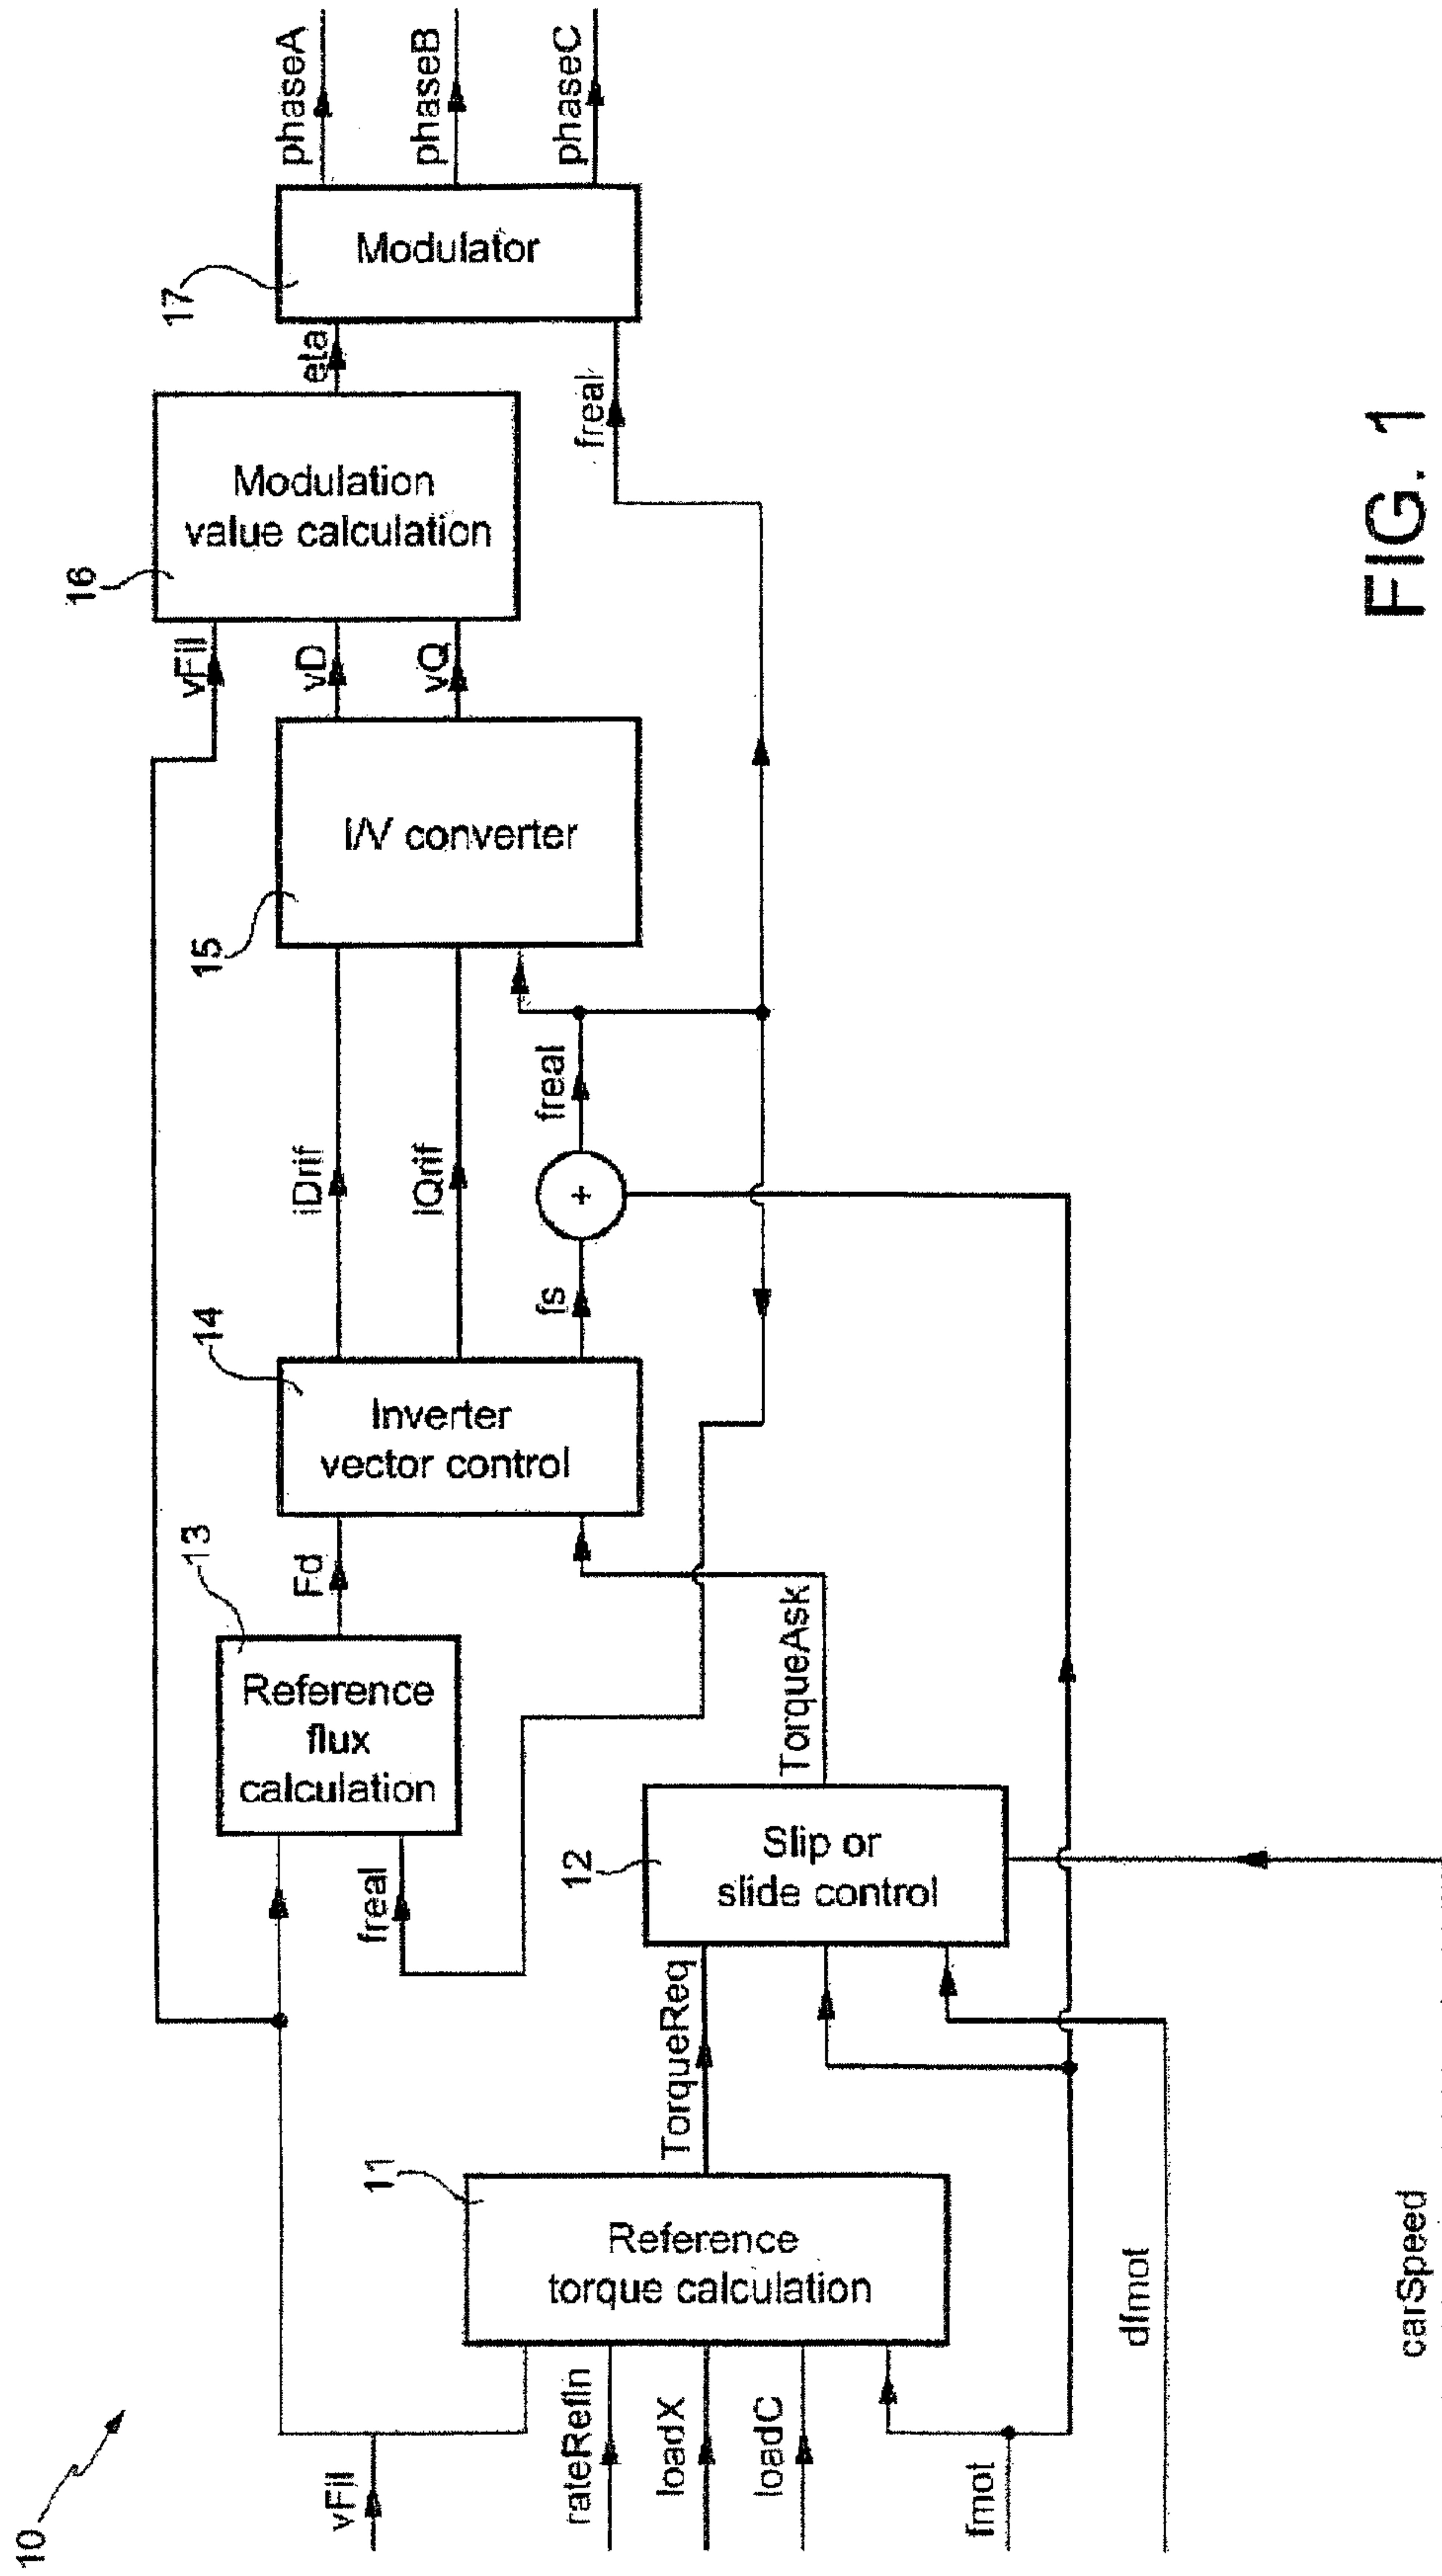 10
vFil
rateRefIn
loadX
loadC
fmot
dfmot
carSpeed
11
Reference
torque calculation
TorqueReq
12
Slip or
slide control
TorqueAsk
freal
13
Reference
flux
calculation
Fd
14
Inverter
vector control
iDrif
IQrif
fs
+
freal
15
I/V converter
vFil
vD
vQ
16
Modulation
value calculation
eta
freal
17
Modulator
phaseA
phaseB
phaseC
FIG. 1